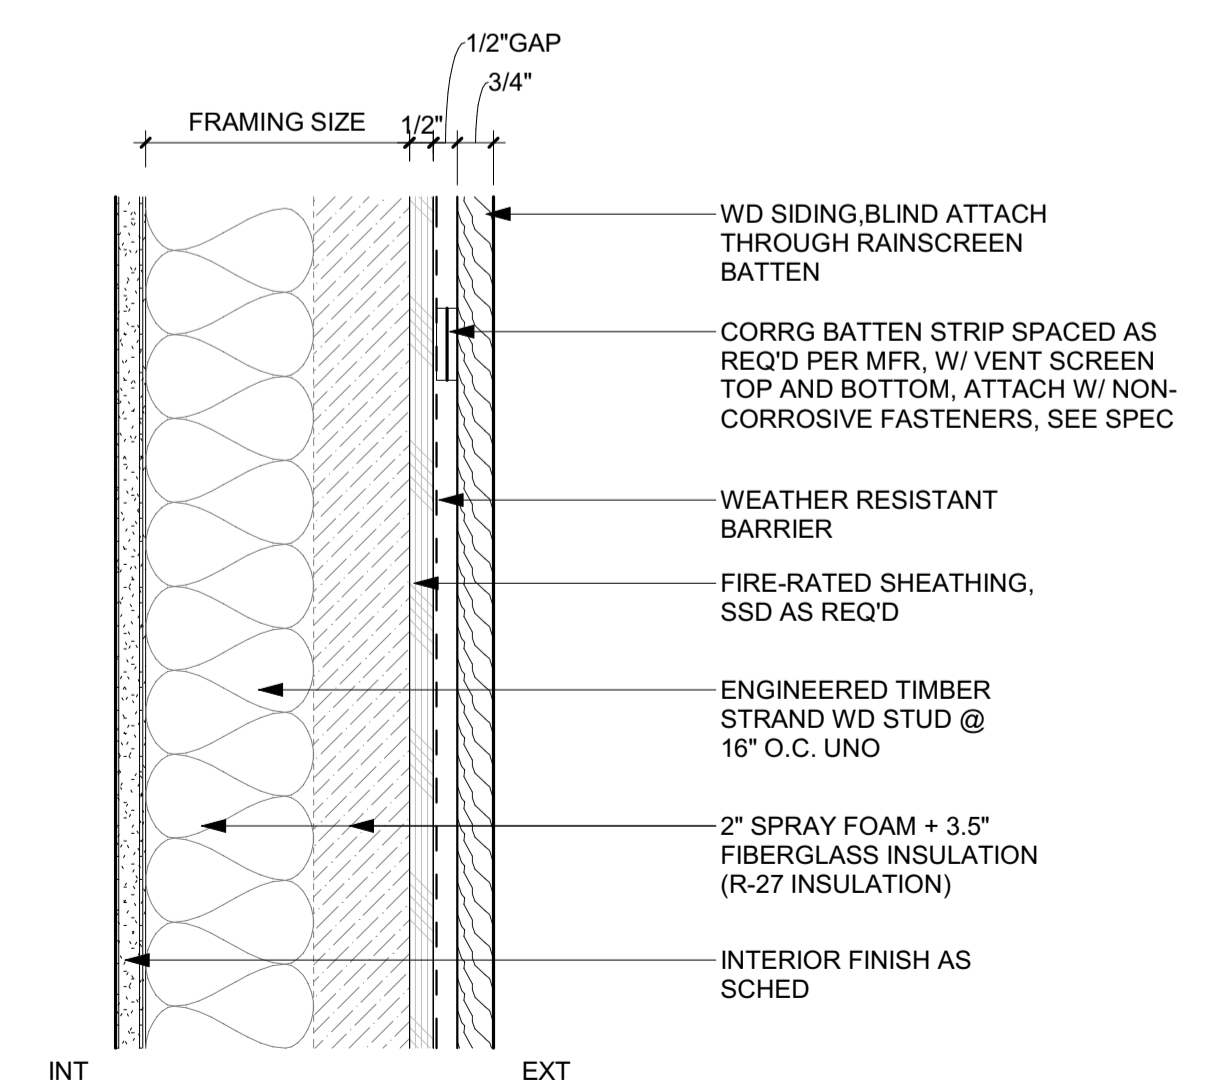 1/2"GAP
3/4"
FRAMING SIZE
1/2"
WD SIDING,BLIND ATTACH
THROUGH RAINSCREEN
BATTEN
CORRG BATTEN STRIP SPACED AS
REQ'D PER MFR, W/ VENT SCREEN
TOP AND BOTTOM, ATTACH W/ NON-
CORROSIVE FASTENERS, SEE SPEC
WEATHER RESISTANT
BARRIER
FIRE-RATED SHEATHING,
SSD AS REQ'D
ENGINEERED TIMBER
STRAND WD STUD @
16" O.C. UNO
2" SPRAY FOAM + 3.5"
FIBERGLASS INSULATION
(R-27 INSULATION)
INTERIOR FINISH AS
SCHED
INT
EXT